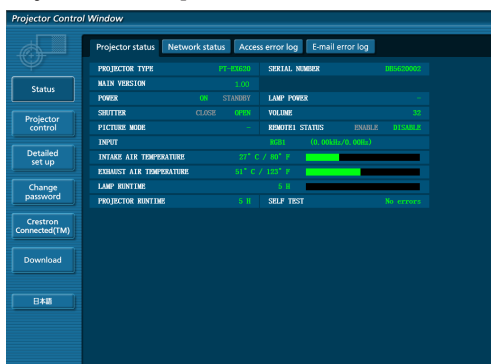 Projector Control Window
Projector status Network status Access error log E-mail error log
PROJECTOR TYPE PT-EX620 SERIAL NUMBER DH5630002
MAIN VERSION 1.00
POWER ON STANDBY LAMP POWER -
SHUTTER CLOSE OPEN VOLUME 32
PICTURE MODE - REMOTE1 STATUS ENABLE DISABLE
INPUT RGB1 (0.00kHz/0.00Hz)
INTAKE AIR TEMPERATURE 27° C / 80° F
EXHAUST AIR TEMPERATURE 51° C / 123° F
LAMP RUNTIME 5 H
PROJECTOR RUNTIME 5 H SELF TEST No errors
Status
Projector
control
Detailed
set up
Change
password
Crestron
Connected(TM)
Download
日本語